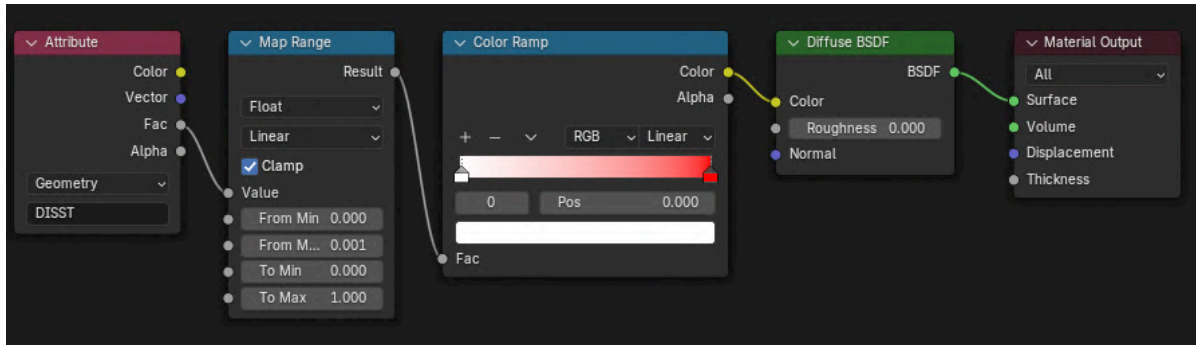 Attribute
Color
Vector
Fac
Alpha
Geometry
DISST
Map Range
Result
Float
Linear
Clamp
Value
From Min 0.000
From M... 0.001
To Min 0.000
To Max 1.000
Color Ramp
Color
Alpha
RGB Linear
0 Pos 0.000
Fac
Diffuse BSDF
BSDF
Color
Roughness 0.000
Normal
Material Output
All
Surface
Volume
Displacement
Thickness